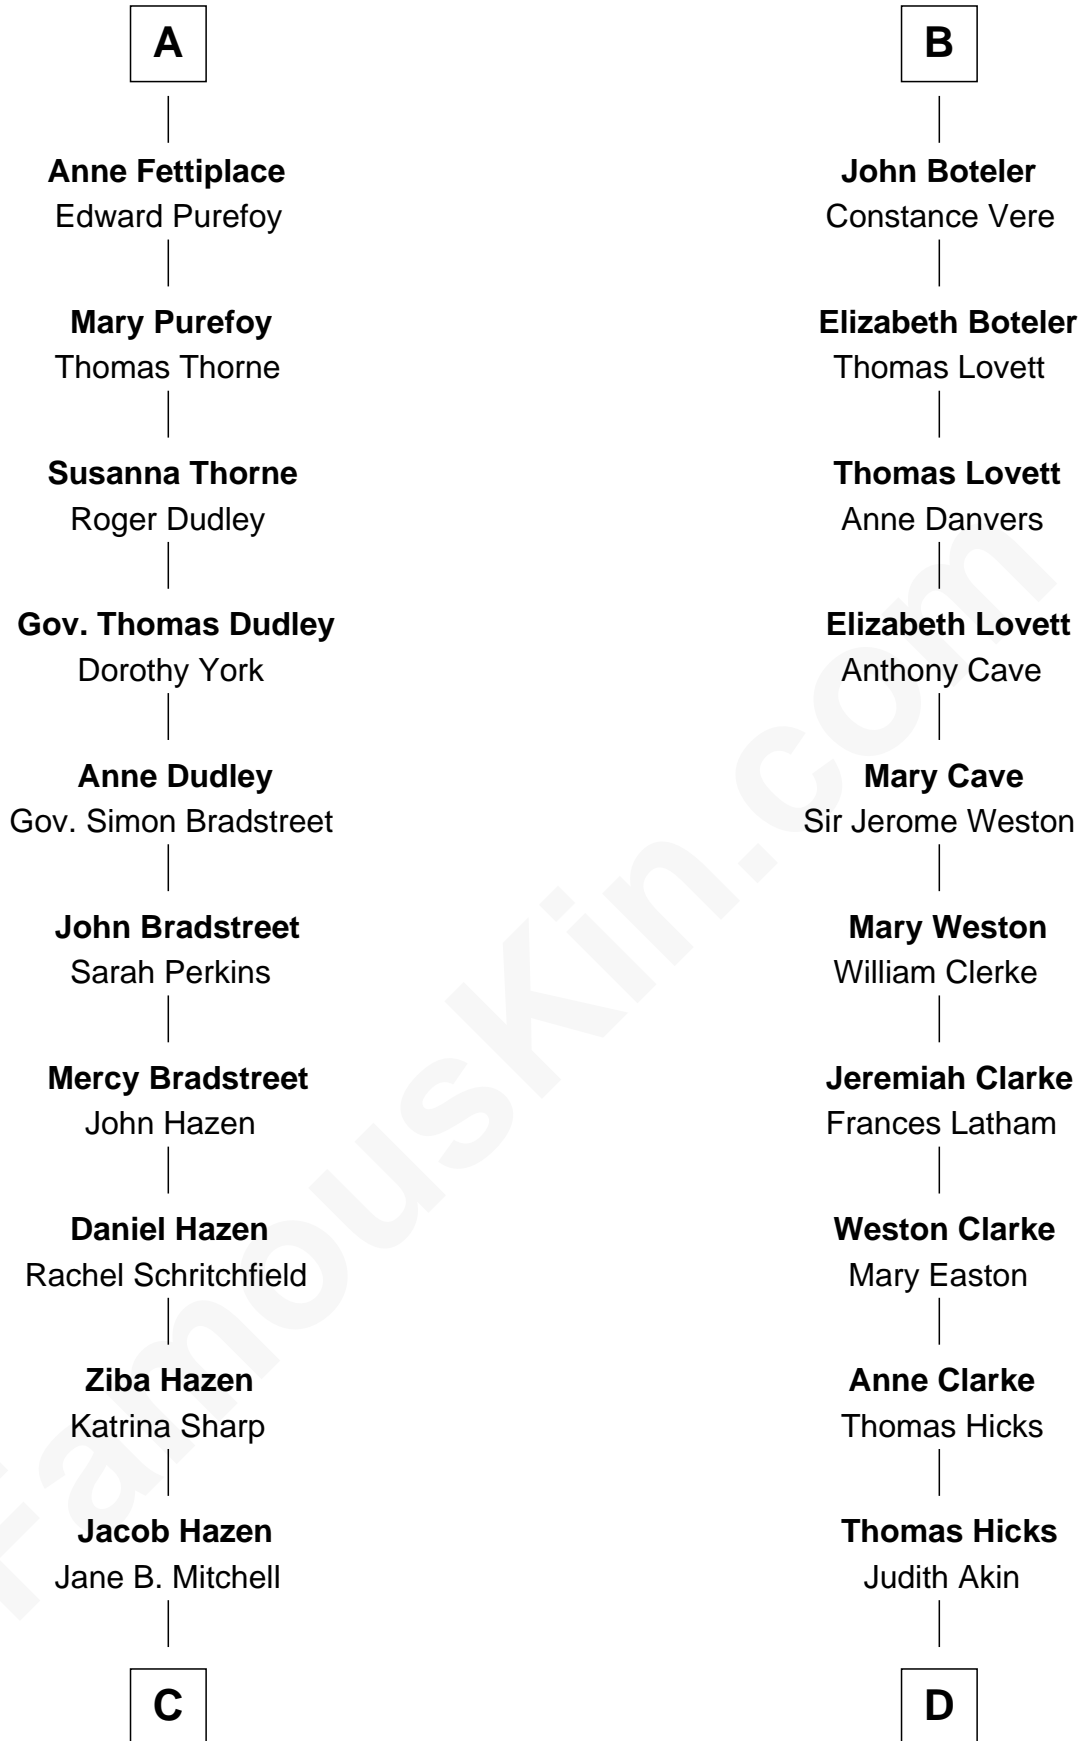 A
Anne Fettiplace
Edward Purefoy
Mary Purefoy
Thomas Thorne
Susanna Thorne
Roger Dudley
Gov. Thomas Dudley
Dorothy York
Anne Dudley
Gov. Simon Bradstreet
John Bradstreet
Sarah Perkins
Mercy Bradstreet
John Hazen
Daniel Hazen
Rachel Schritchfield
Ziba Hazen
Katrina Sharp
Jacob Hazen
Jane B. Mitchell
C
B
John Boteler
Constance Vere
Elizabeth Boteler
Thomas Lovett
Thomas Lovett
Anne Danvers
Elizabeth Lovett
Anthony Cave
Mary Cave
Sir Jerome Weston
Mary Weston
William Clerke
Jeremiah Clarke
Frances Latham
Weston Clarke
Mary Easton
Anne Clarke
Thomas Hicks
Thomas Hicks
Judith Akin
D
FamousKin.com